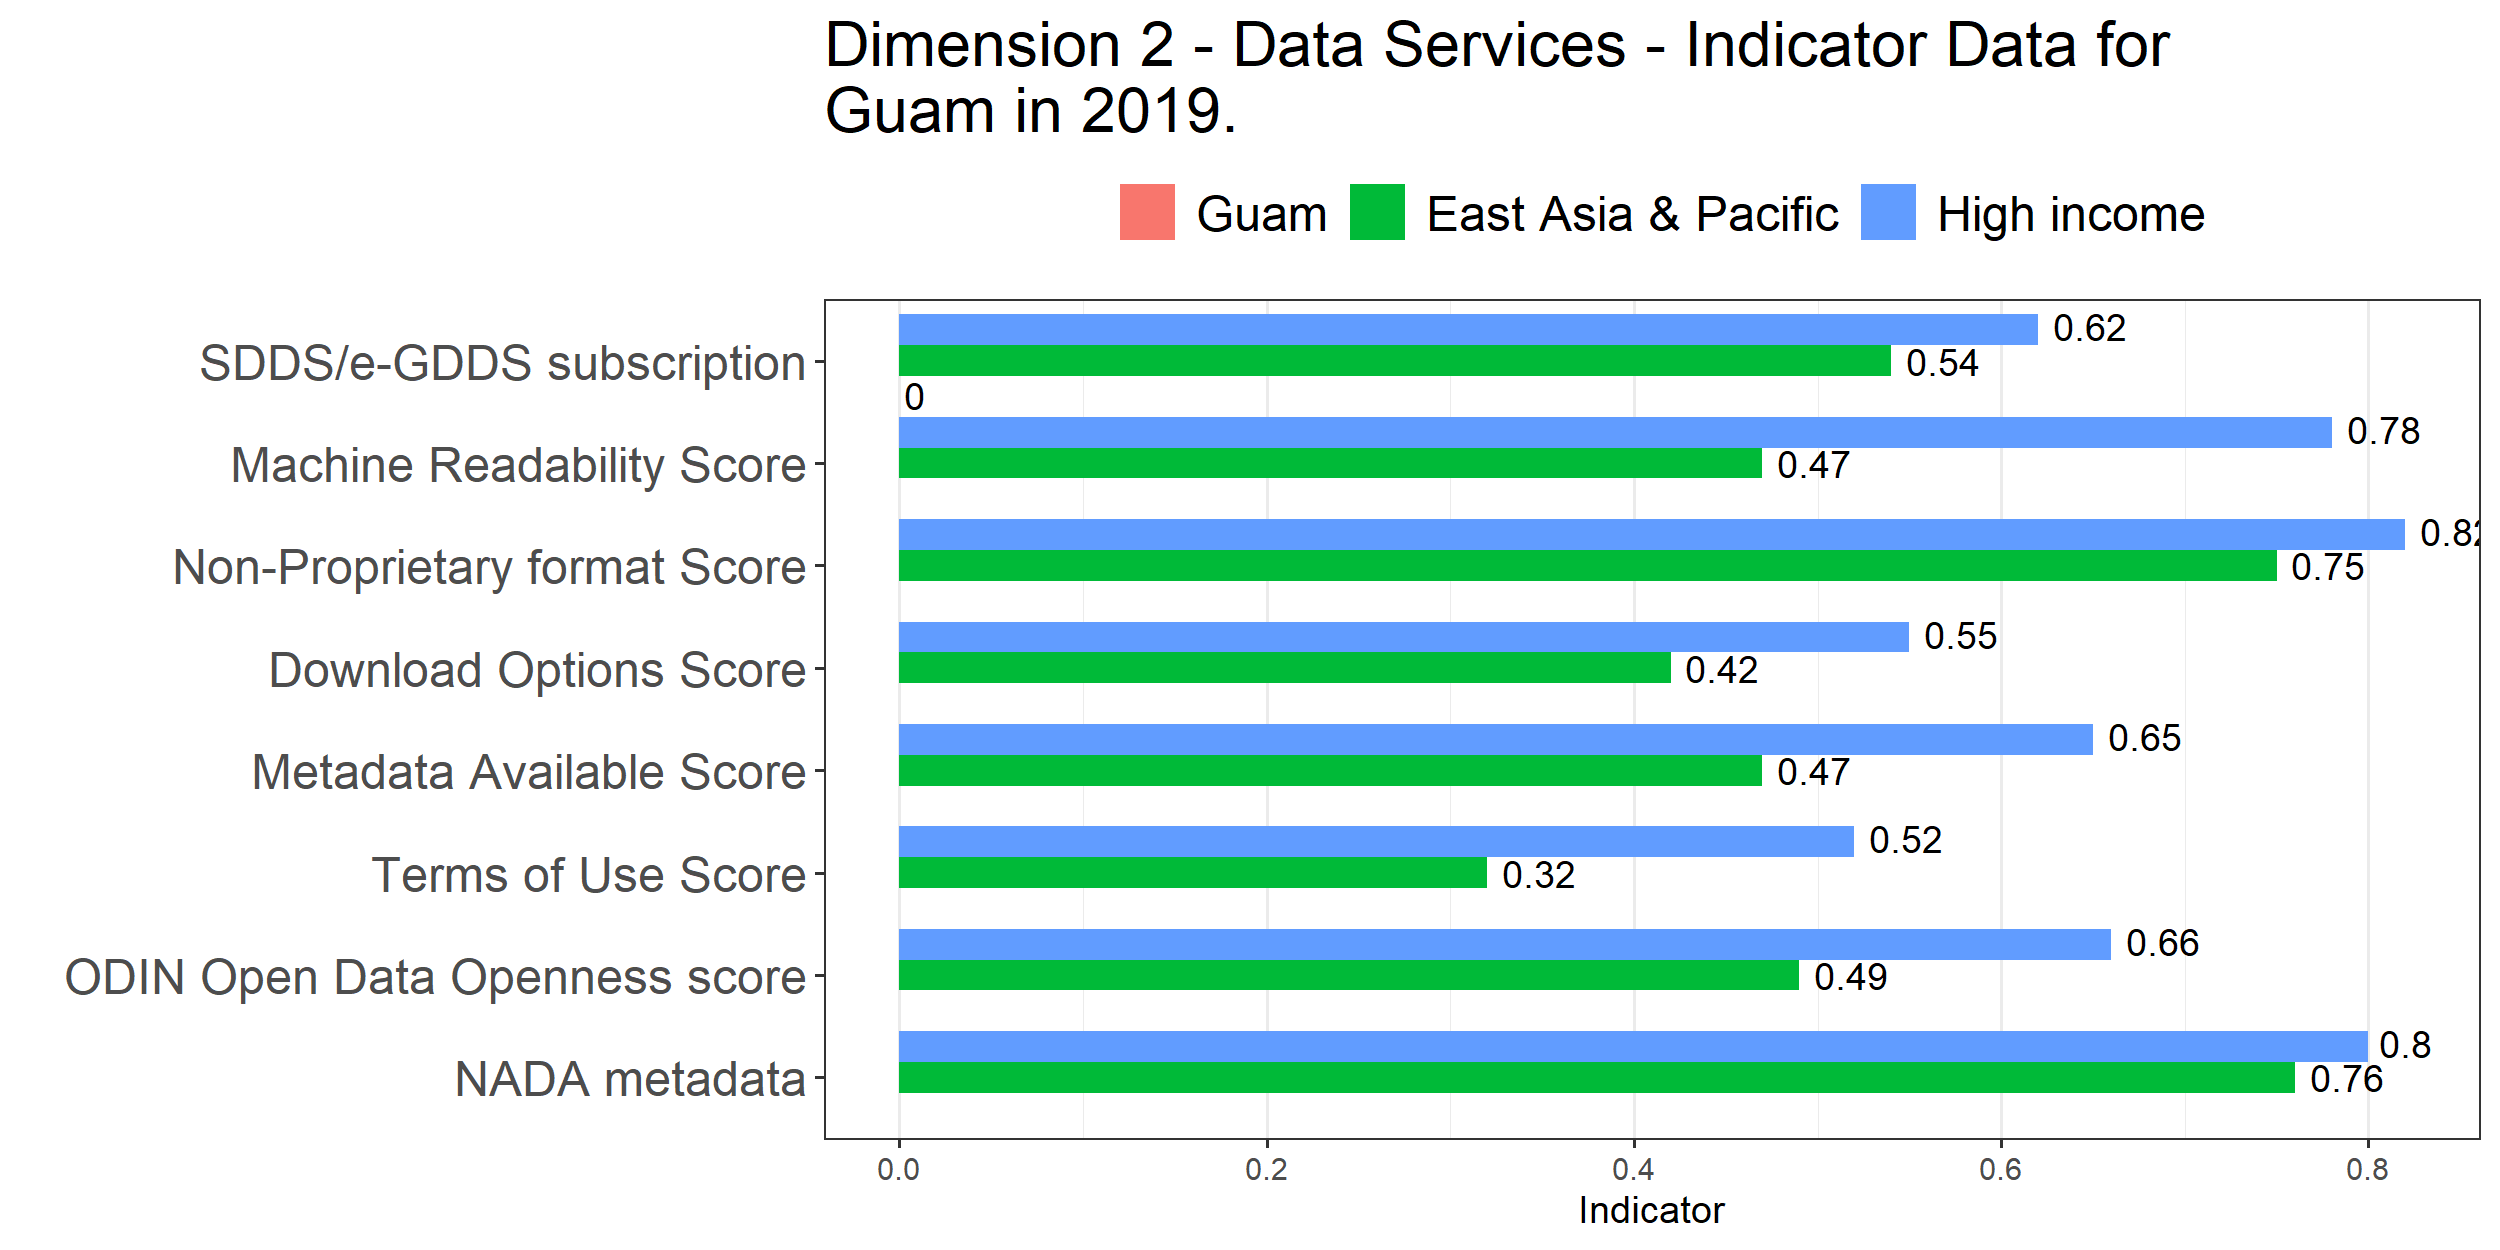 Dimension 2 - Data Services - Indicator Data for
Guam in 2019.
Guam East Asia & Pacific High income
SDDS/e-GDDS subscription
0.62
0.54
0
Machine Readability Score
0.78
0.47
Non-Proprietary format Score
0.82
0.75
Download Options Score
0.55
0.42
Metadata Available Score
0.65
0.47
Terms of Use Score
0.52
0.32
ODIN Open Data Openness score
0.66
0.49
NADA metadata
0.8
0.76
0.0 0.2 0.4 0.6 0.8
Indicator